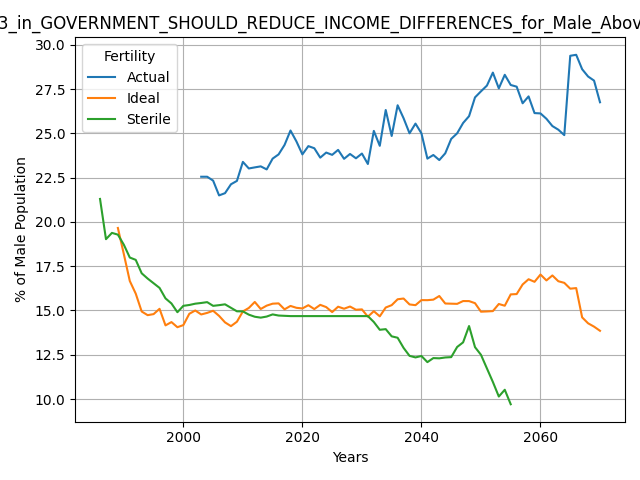 3_in_GOVERNMENT_SHOULD_REDUCE_INCOME_DIFFERENCES_for_Male_Abov
Fertility
Actual
Ideal
Sterile
30.0
27.5
25.0
22.5
20.0
17.5
15.0
12.5
10.0
% of Male Population
2000
2020
2040
2060
Years